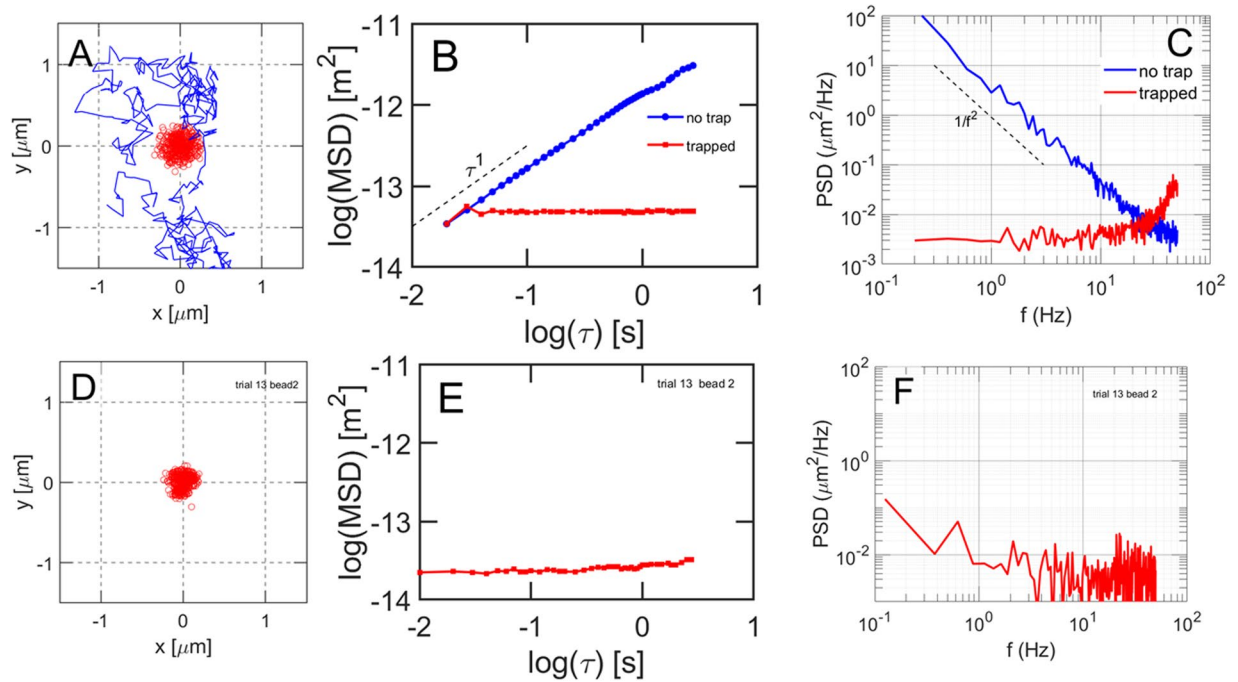 A
y [μm]
1
0
-1
-1
0
1
x [μm]
B
log(MSD) [m²]
-11
-12
-13
-14
τ¹
no trap
trapped
-2
-1
0
1
log(τ) [s]
C
PSD (μm²/Hz)
10²
10¹
10⁰
10⁻¹
10⁻²
10⁻³
no trap
trapped
1/f²
10⁻¹
10⁰
10¹
10²
f (Hz)
D
trial 13 bead2
y [μm]
1
0
-1
-1
0
1
x [μm]
E
trial 13 bead 2
log(MSD) [m²]
-11
-12
-13
-14
-2
-1
0
1
log(τ) [s]
F
trial 13 bead 2
PSD (μm²/Hz)
10²
10⁰
10⁻²
10⁻¹
10⁰
10¹
10²
f (Hz)